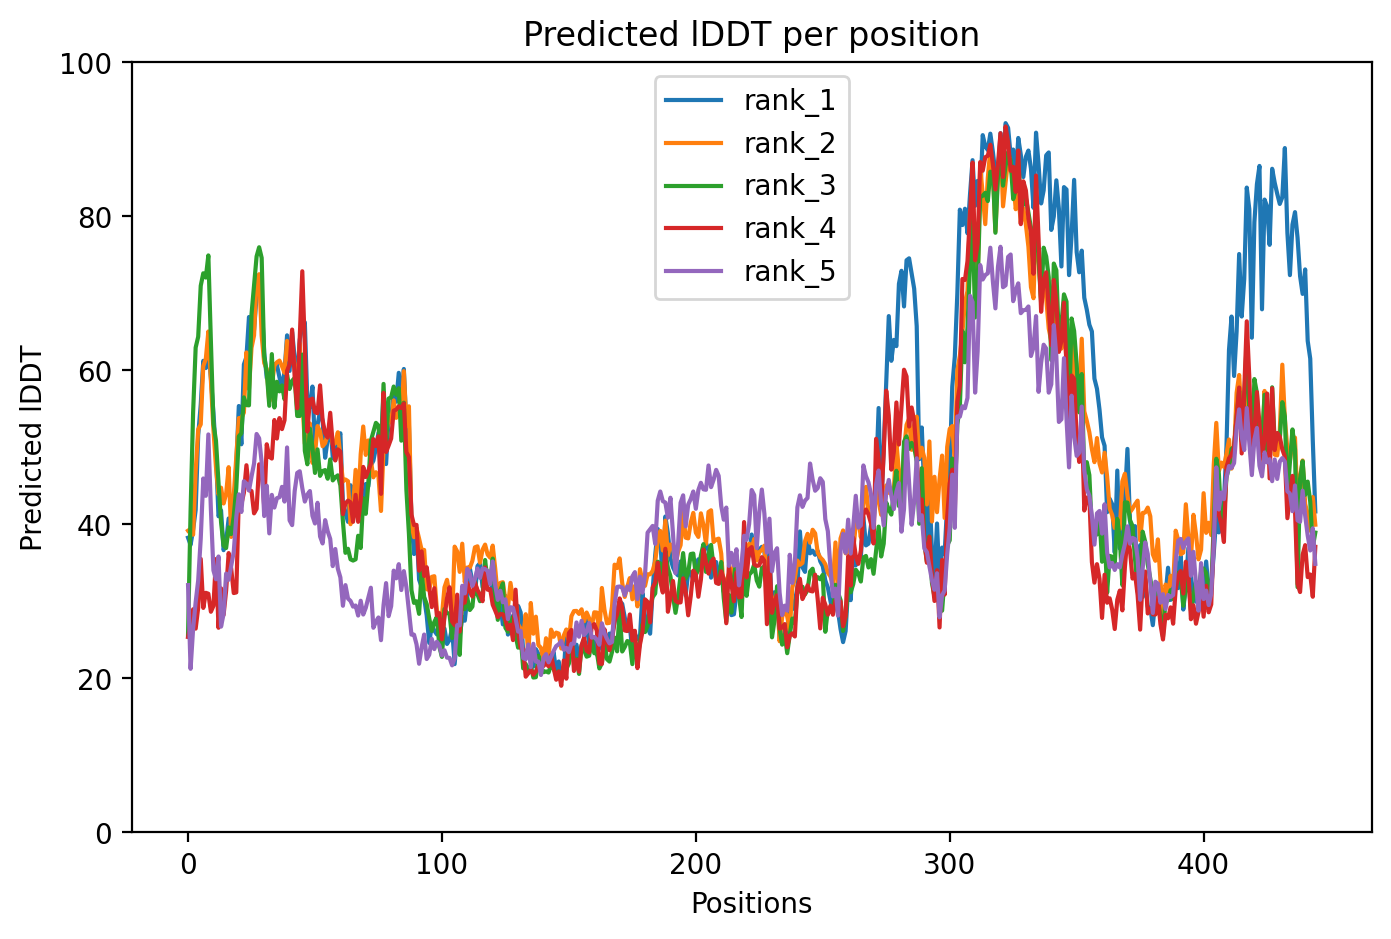 Predicted lDDT per position
100
80
60
40
20
0
Predicted lDDT
rank_1
rank_2
rank_3
rank_4
rank_5
0 100 200 300 400
Positions